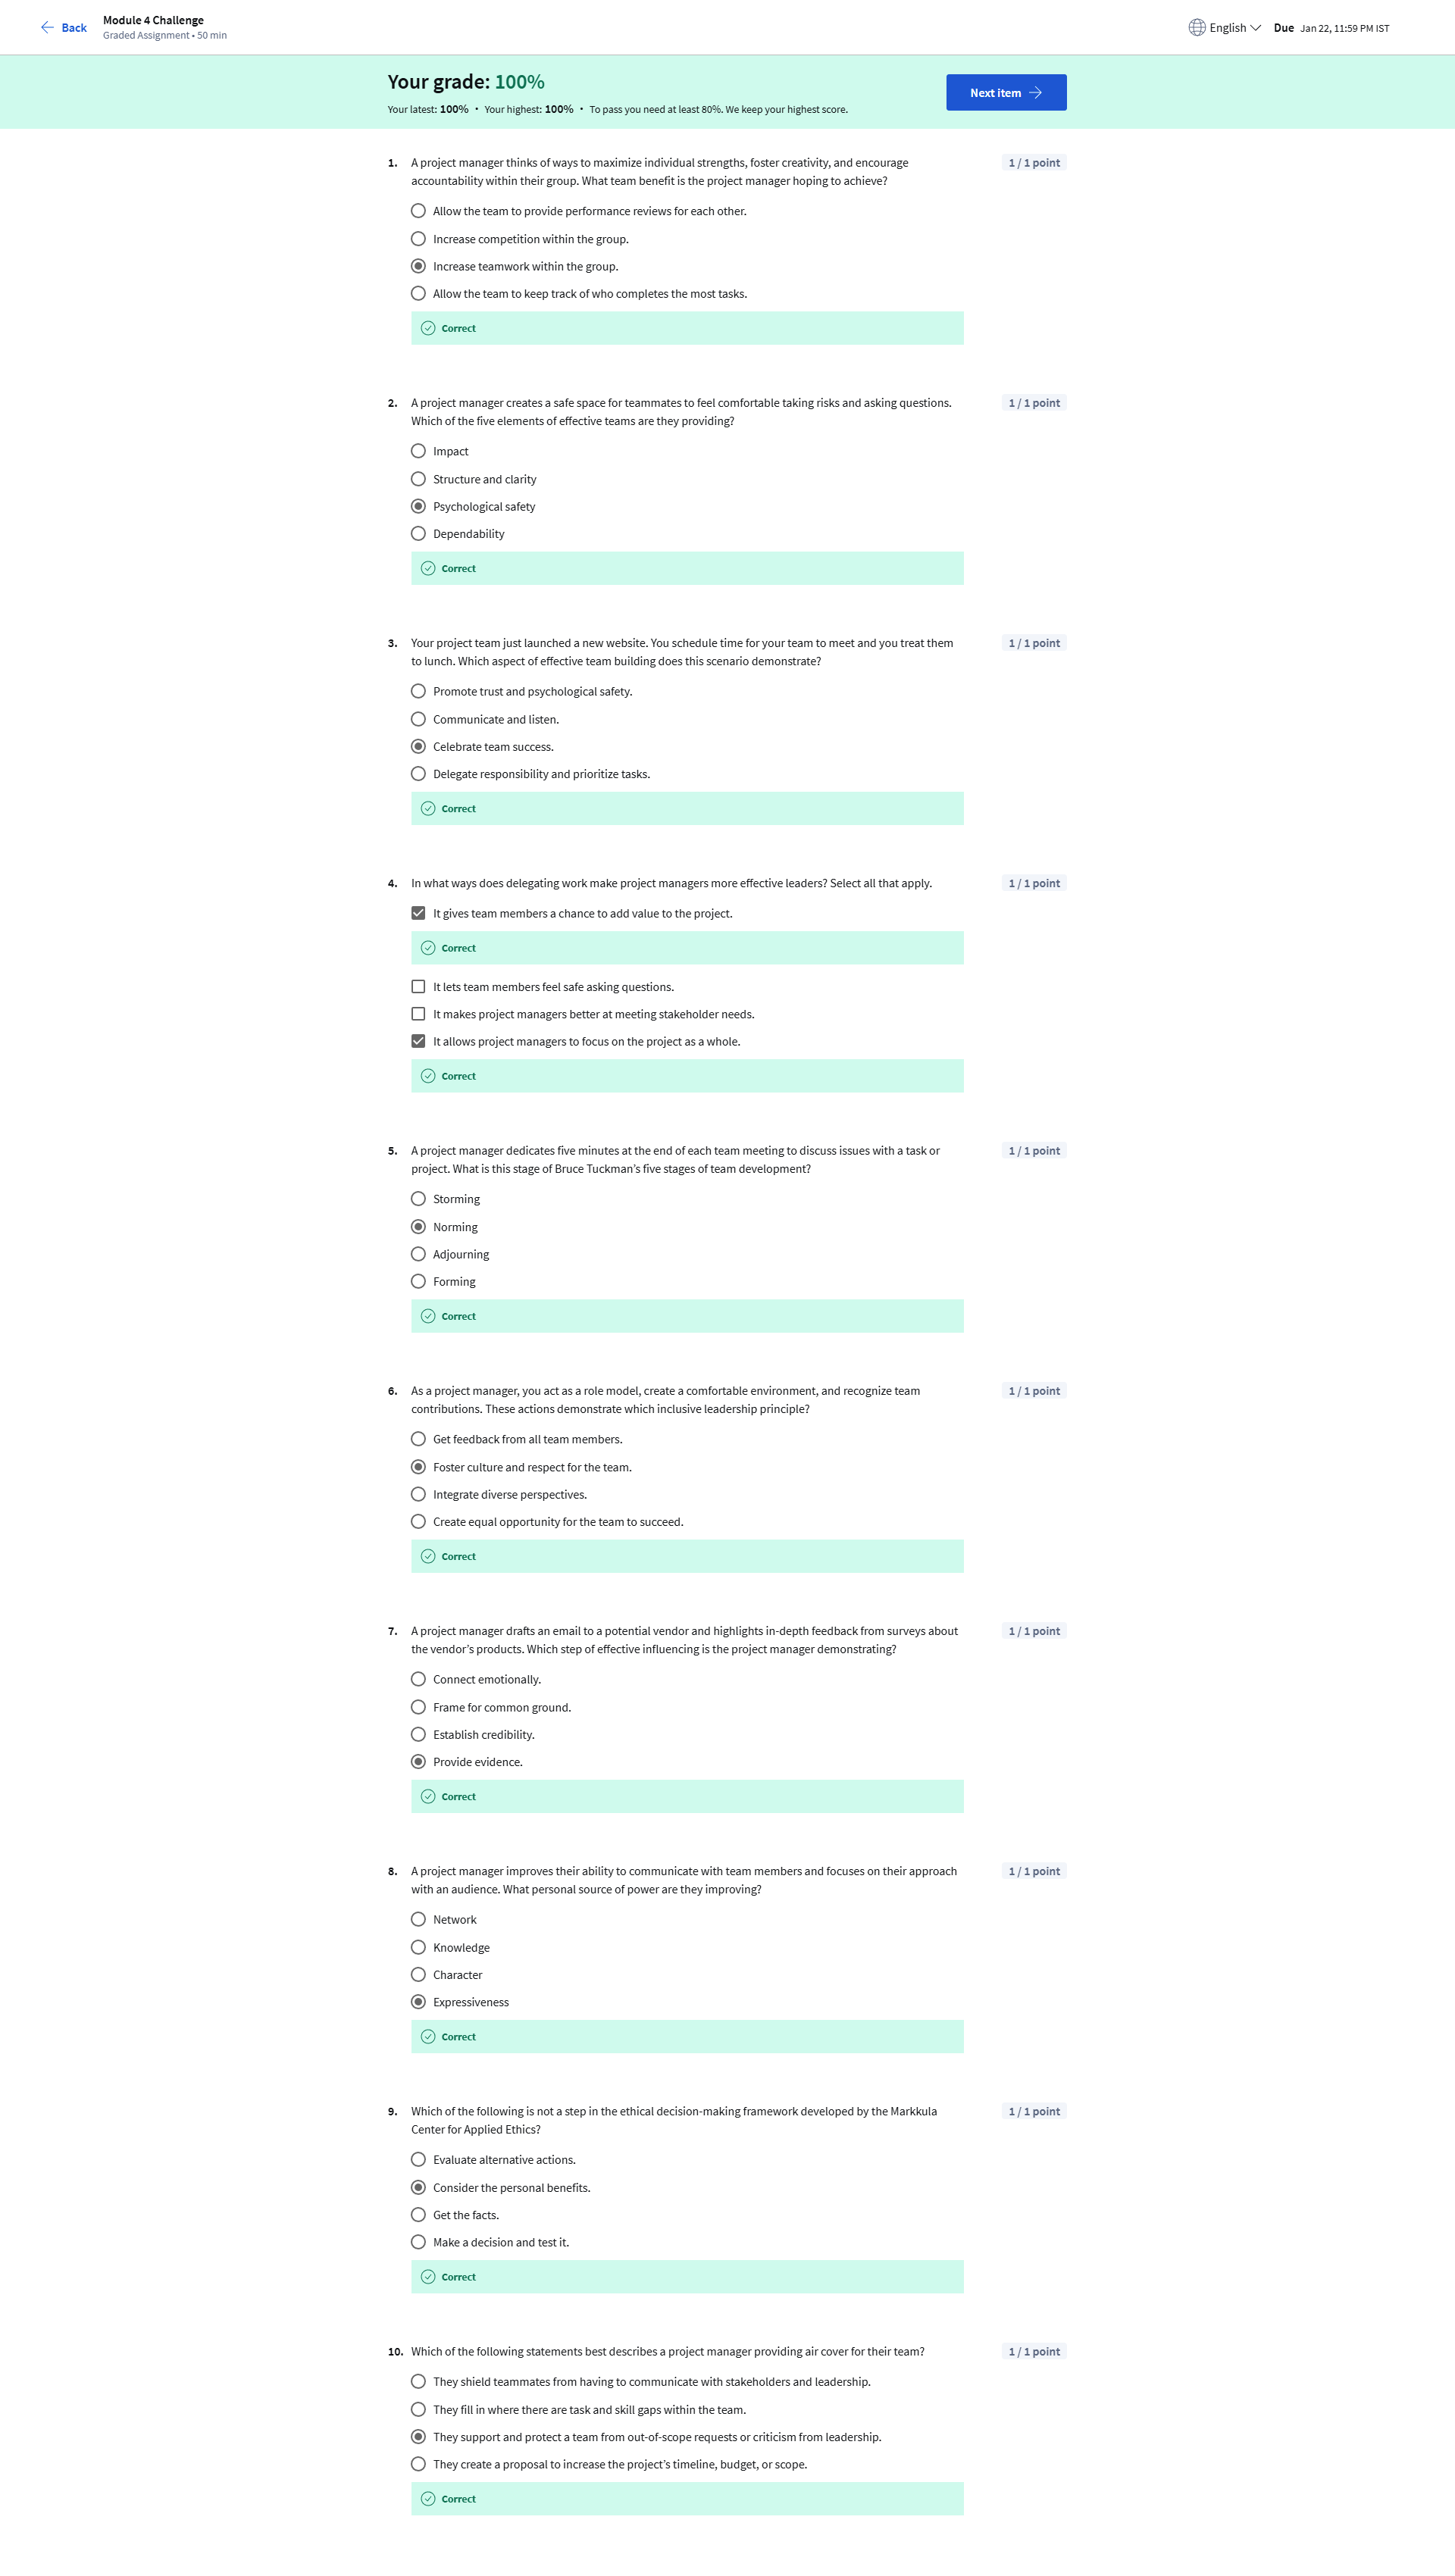 Back
Module 4 Challenge
Graded Assignment • 50 min
English
Due Jan 22, 11:59 PM IST
Your grade: 100%
Your latest: 100% • Your highest: 100% • To pass you need at least 80%. We keep your highest score.
Next item
1. A project manager thinks of ways to maximize individual strengths, foster creativity, and encourage
accountability within their group. What team benefit is the project manager hoping to achieve?
1 / 1 point
Allow the team to provide performance reviews for each other.
Increase competition within the group.
Increase teamwork within the group.
Allow the team to keep track of who completes the most tasks.
Correct
2. A project manager creates a safe space for teammates to feel comfortable taking risks and asking questions.
Which of the five elements of effective teams are they providing?
1 / 1 point
Impact
Structure and clarity
Psychological safety
Dependability
Correct
3. Your project team just launched a new website. You schedule time for your team to meet and you treat them
to lunch. Which aspect of effective team building does this scenario demonstrate?
1 / 1 point
Promote trust and psychological safety.
Communicate and listen.
Celebrate team success.
Delegate responsibility and prioritize tasks.
Correct
4. In what ways does delegating work make project managers more effective leaders? Select all that apply.
1 / 1 point
It gives team members a chance to add value to the project.
Correct
It lets team members feel safe asking questions.
It makes project managers better at meeting stakeholder needs.
It allows project managers to focus on the project as a whole.
Correct
5. A project manager dedicates five minutes at the end of each team meeting to discuss issues with a task or
project. What is this stage of Bruce Tuckman’s five stages of team development?
1 / 1 point
Storming
Norming
Adjourning
Forming
Correct
6. As a project manager, you act as a role model, create a comfortable environment, and recognize team
contributions. These actions demonstrate which inclusive leadership principle?
1 / 1 point
Get feedback from all team members.
Foster culture and respect for the team.
Integrate diverse perspectives.
Create equal opportunity for the team to succeed.
Correct
7. A project manager drafts an email to a potential vendor and highlights in-depth feedback from surveys about
the vendor’s products. Which step of effective influencing is the project manager demonstrating?
1 / 1 point
Connect emotionally.
Frame for common ground.
Establish credibility.
Provide evidence.
Correct
8. A project manager improves their ability to communicate with team members and focuses on their approach
with an audience. What personal source of power are they improving?
1 / 1 point
Network
Knowledge
Character
Expressiveness
Correct
9. Which of the following is not a step in the ethical decision-making framework developed by the Markkula
Center for Applied Ethics?
1 / 1 point
Evaluate alternative actions.
Consider the personal benefits.
Get the facts.
Make a decision and test it.
Correct
10. Which of the following statements best describes a project manager providing air cover for their team?
1 / 1 point
They shield teammates from having to communicate with stakeholders and leadership.
They fill in where there are task and skill gaps within the team.
They support and protect a team from out-of-scope requests or criticism from leadership.
They create a proposal to increase the project’s timeline, budget, or scope.
Correct